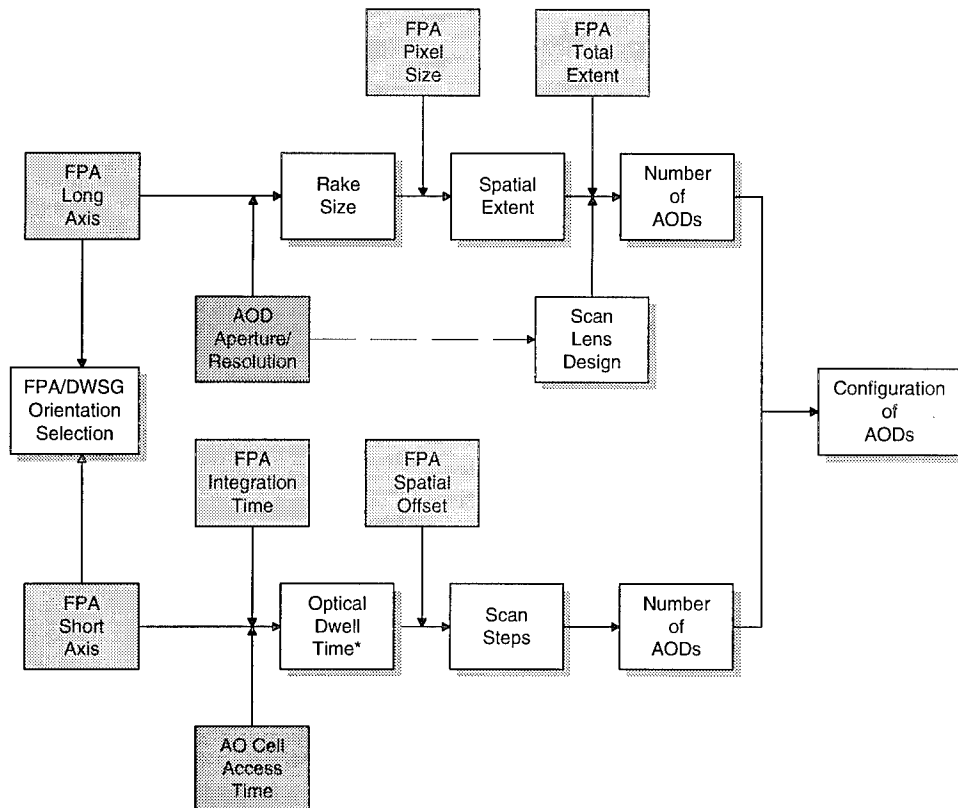 FPA
Pixel
Size
FPA
Total
Extent
FPA
Long
Axis
Rake
Size
Spatial
Extent
Number
of
AODs
AOD
Aperture/
Resolution
Scan
Lens
Design
FPA/DWSG
Orientation
Selection
Configuration
of
AODs
FPA
Integration
Time
FPA
Spatial
Offset
FPA
Short
Axis
Optical
Dwell
Time*
Scan
Steps
Number
of
AODs
AO Cell
Access
Time